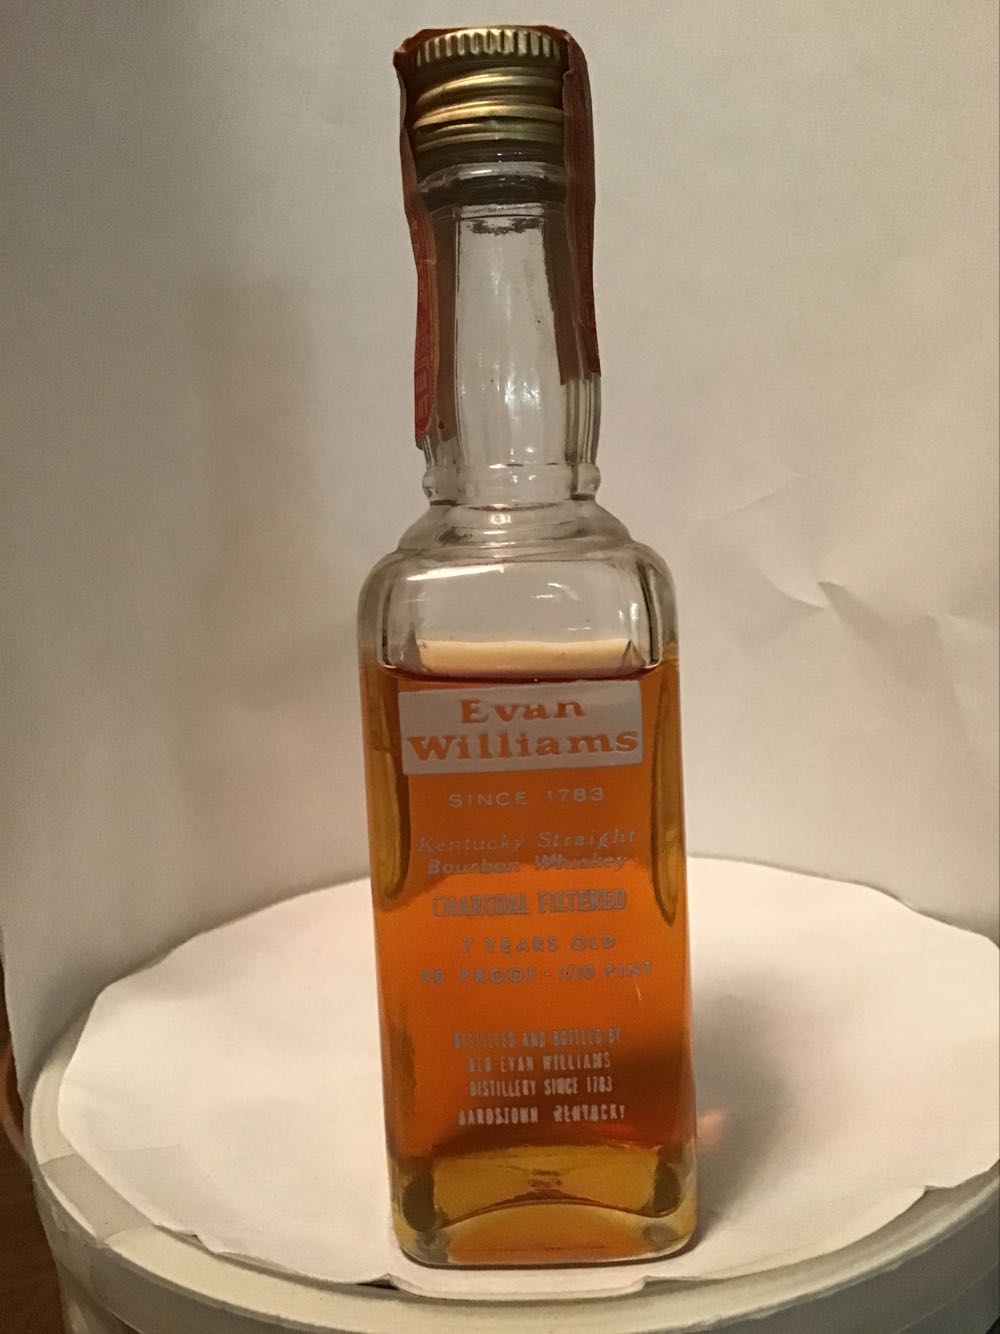 Evan
Williams
SINCE 1783
Kentucky Straight
Bourbon Whiskey
CHARCOAL FILTERED
7 YEARS OLD
90 PROOF - 1/10 PINT
DISTILLED AND BOTTLED BY
OLD EVAN WILLIAMS
DISTILLERY SINCE 1783
BARDSTOWN KENTUCKY